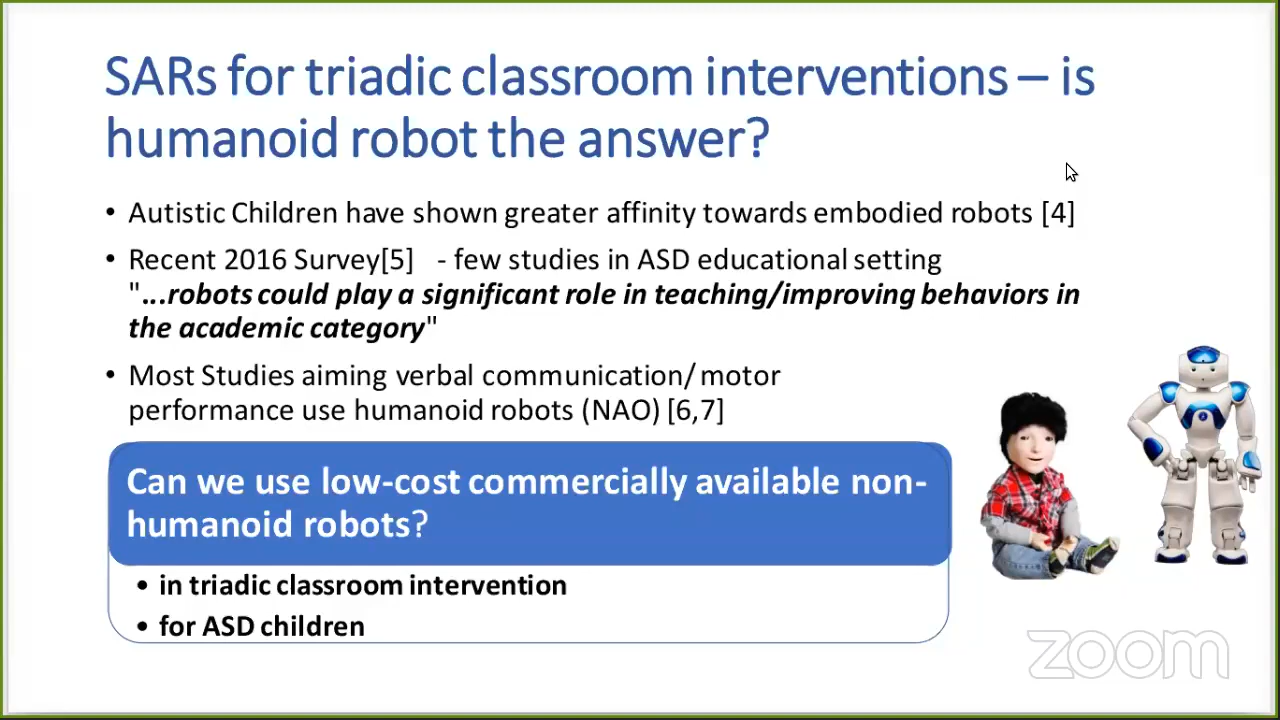 SARs for triadic classroom interventions – is
humanoid robot the answer?
• Autistic Children have shown greater affinity towards embodied robots [4]
• Recent 2016 Survey[5] - few studies in ASD educational setting
"...robots could play a significant role in teaching/improving behaviors in
the academic category"
• Most Studies aiming verbal communication/ motor
performance use humanoid robots (NAO) [6,7]
Can we use low-cost commercially available non-
humanoid robots?
• in triadic classroom intervention
• for ASD children
zoom